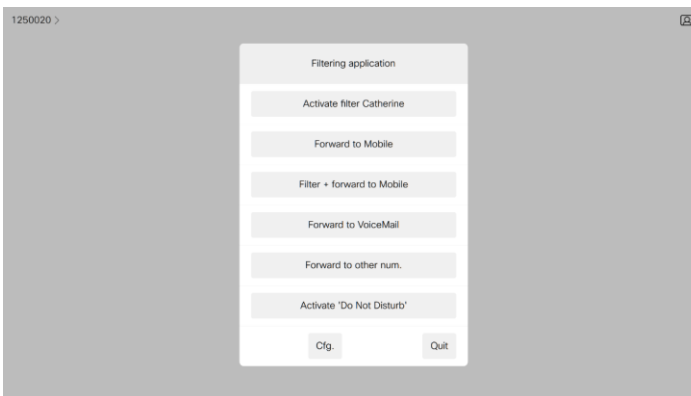 1250020 >
Filtering application
Activate filter Catherine
Forward to Mobile
Filter + forward to Mobile
Forward to VoiceMail
Forward to other num.
Activate 'Do Not Disturb'
Cfg. Quit